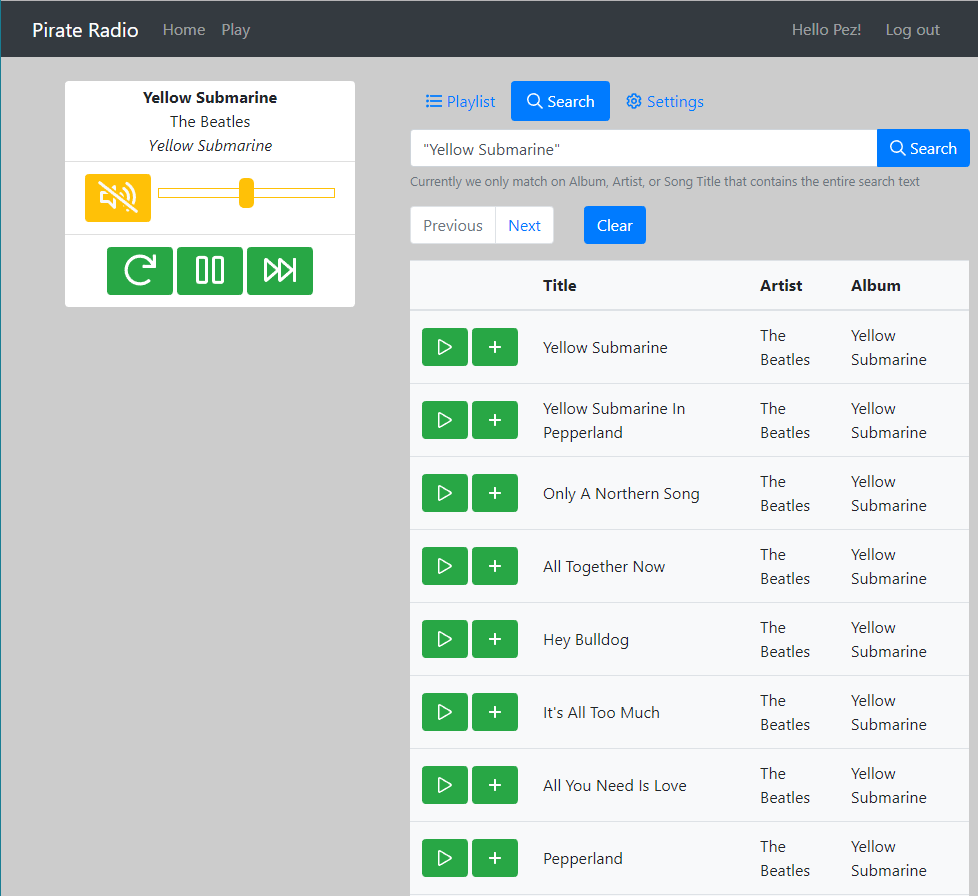 Pirate Radio Home Play Hello Pez! Log out
Yellow Submarine
The Beatles
Yellow Submarine
Playlist Search Settings
"Yellow Submarine" Search
Currently we only match on Album, Artist, or Song Title that contains the entire search text
Previous Next Clear
Title Artist Album
Yellow Submarine The Beatles Yellow Submarine
Yellow Submarine In Pepperland The Beatles Yellow Submarine
Only A Northern Song The Beatles Yellow Submarine
All Together Now The Beatles Yellow Submarine
Hey Bulldog The Beatles Yellow Submarine
It's All Too Much The Beatles Yellow Submarine
All You Need Is Love The Beatles Yellow Submarine
Pepperland The Beatles Yellow Submarine